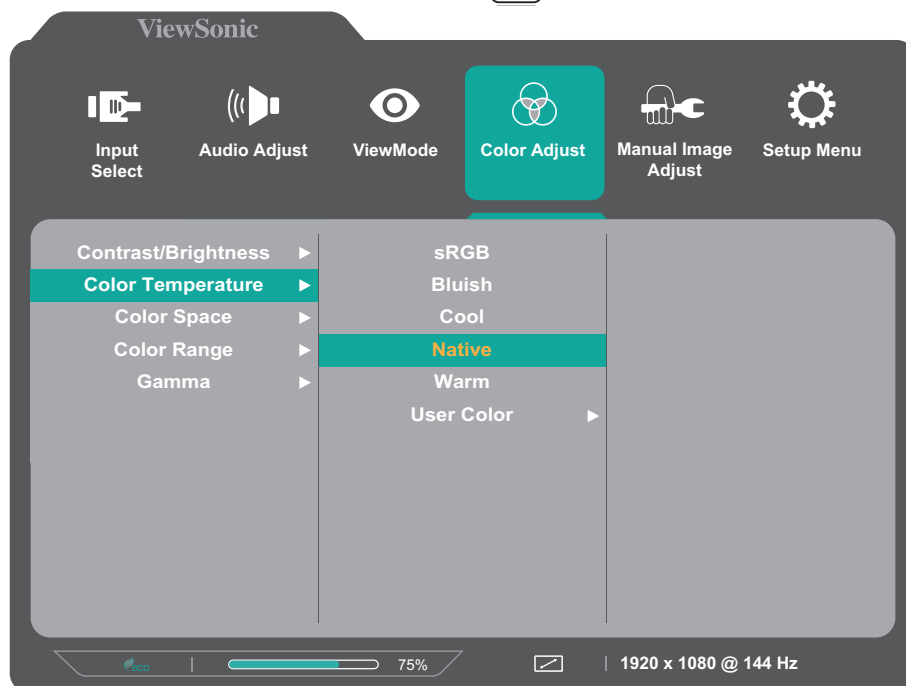 ViewSonic
Input
Select
Audio Adjust
ViewMode
Color Adjust
Manual Image
Adjust
Setup Menu
Contrast/Brightness
Color Temperature
Color Space
Color Range
Gamma
sRGB
Bluish
Cool
Native
Warm
User Color
eco
75%
1920 x 1080 @ 144 Hz